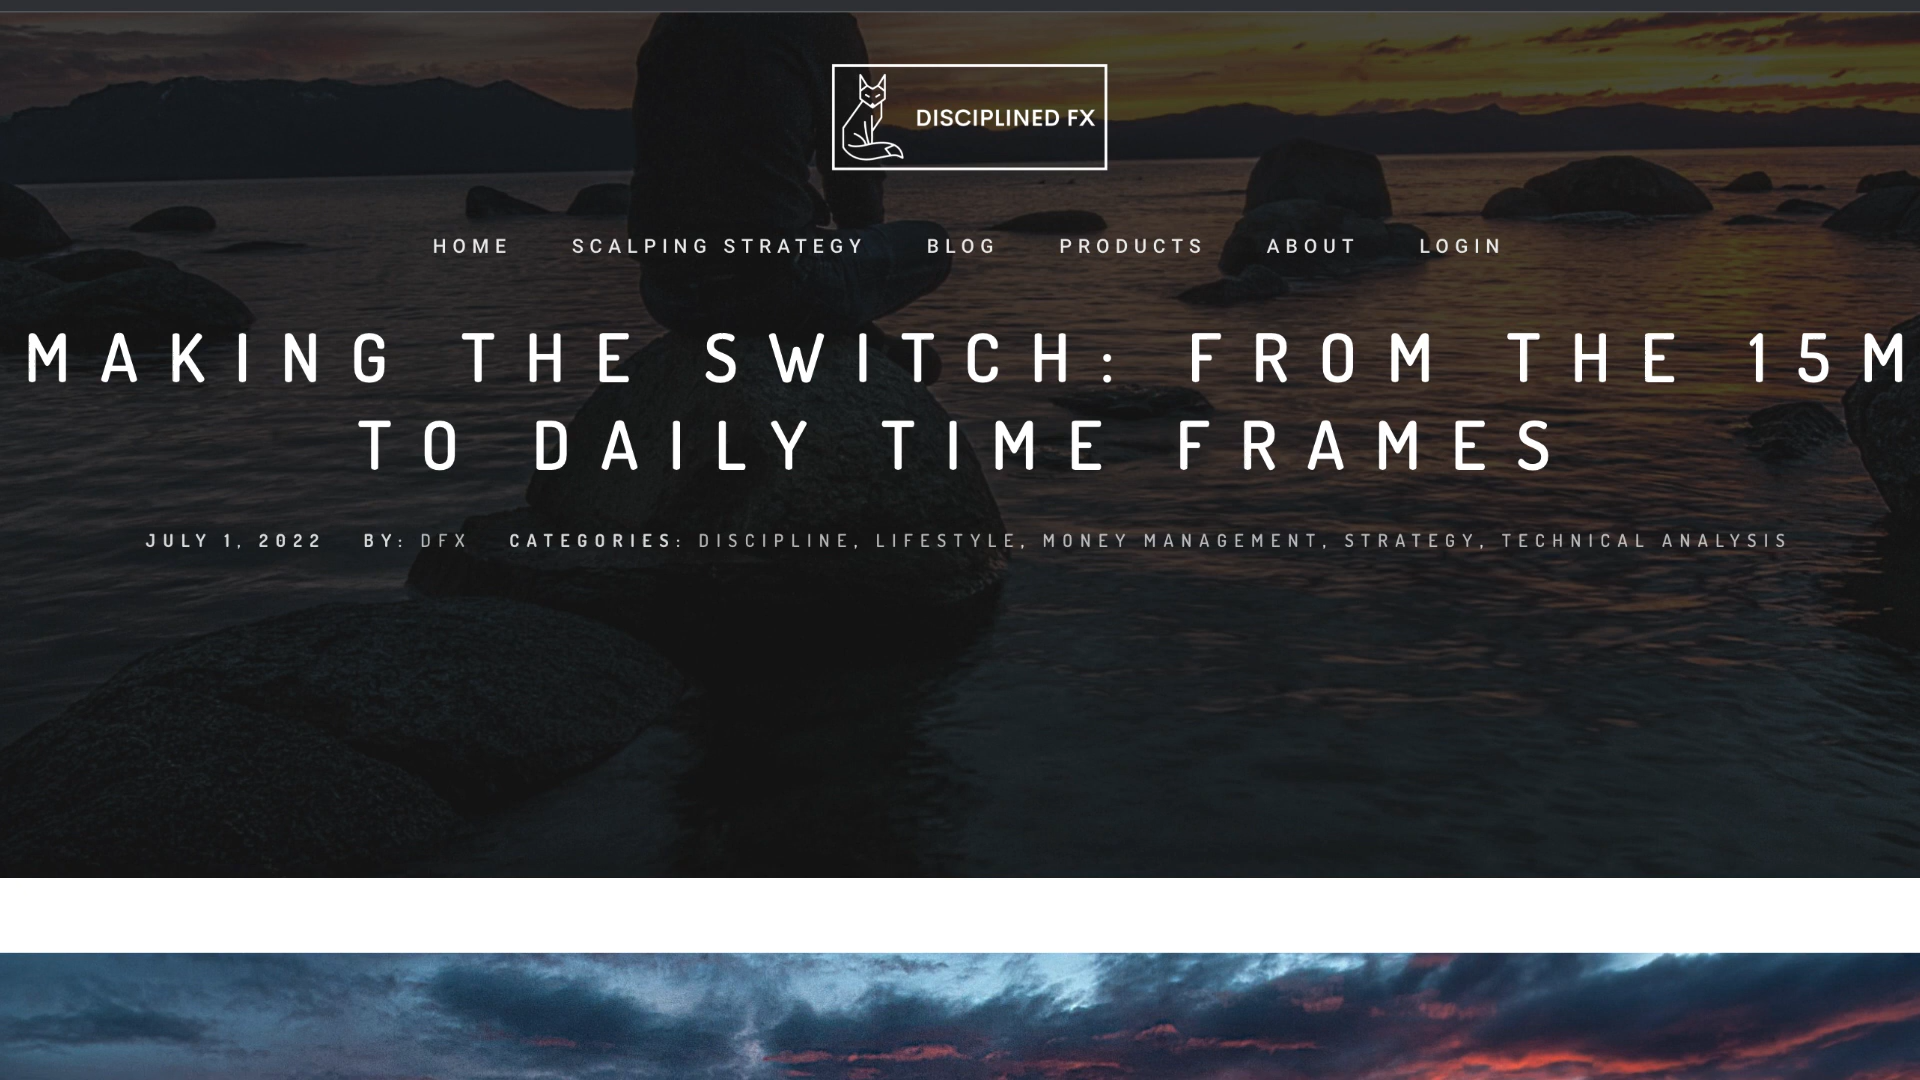 DISCIPLINED FX
HOME SCALPING STRATEGY BLOG PRODUCTS ABOUT LOGIN
MAKING THE SWITCH: FROM THE 15M
TO DAILY TIME FRAMES
JULY 1, 2022 BY: DFX CATEGORIES: DISCIPLINE, LIFESTYLE, MONEY MANAGEMENT, STRATEGY, TECHNICAL ANALYSIS